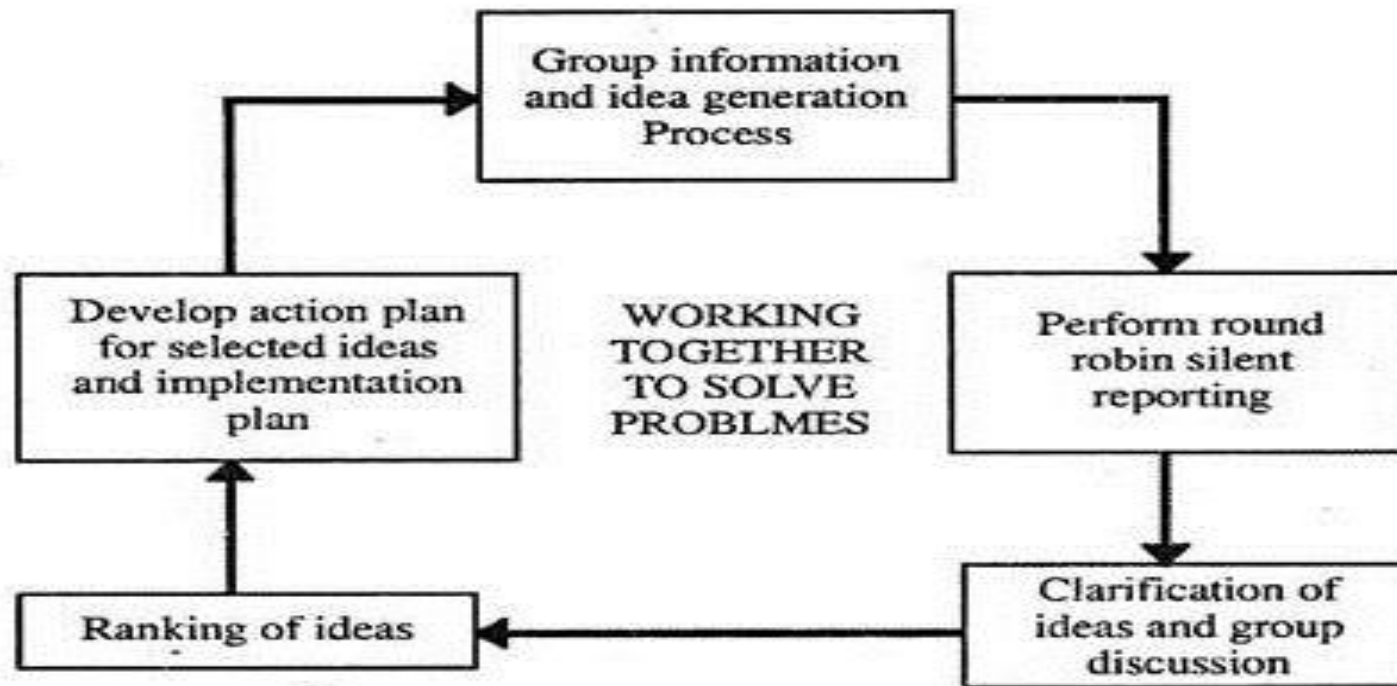 Group information
and idea generation
Process
Perform round
robin silent
reporting
Clarification of
ideas and group
discussion
Ranking of ideas
Develop action plan
for selected ideas
and implementation
plan
WORKING
TOGETHER
TO SOLVE
PROBLMES